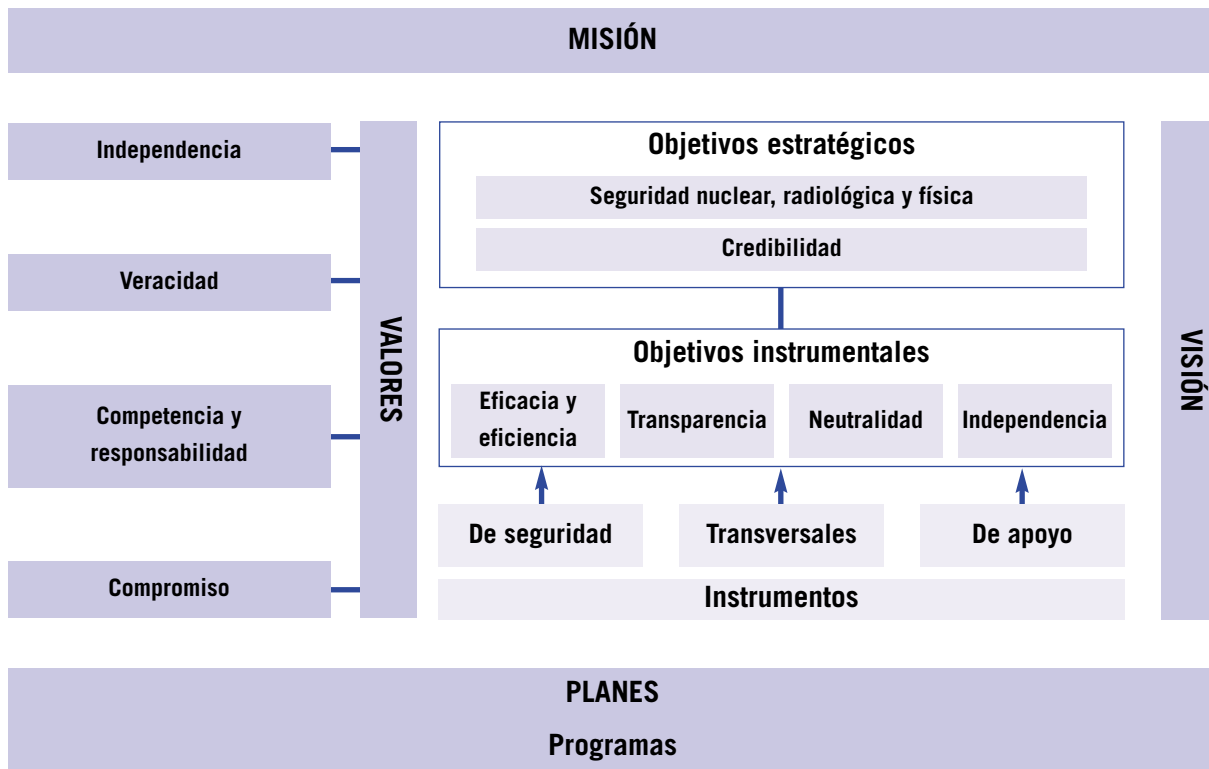 MISIÓN
Independencia
Veracidad
Competencia y
responsabilidad
Compromiso
VALORES
Objetivos estratégicos
Seguridad nuclear, radiológica y física
Credibilidad
Objetivos instrumentales
Eficacia y
eficiencia
Transparencia
Neutralidad
Independencia
De seguridad
Transversales
De apoyo
Instrumentos
VISIÓN
PLANES
Programas